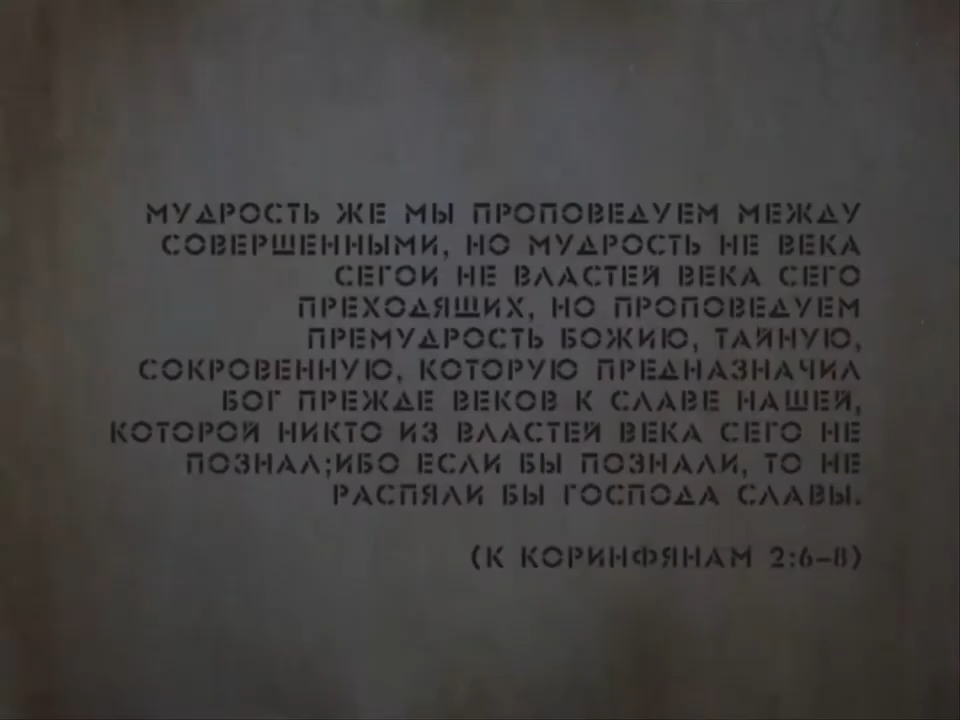 МУДРОСТЬ ЖЕ МЫ ПРОПОВЕДУЕМ МЕЖДУ
СОВЕРШЕННЫМИ, НО МУДРОСТЬ НЕ ВЕКА
СЕГОИ НЕ ВЛАСТЕЙ ВЕКА СЕГО
ПРЕХОДЯЩИХ, НО ПРОПОВЕДУЕМ
ПРЕМУДРОСТЬ БОЖИЮ, ТАЙНУЮ,
СОКРОВЕННУЮ, КОТОРУЮ ПРЕДНАЗНАЧИЛ
БОГ ПРЕЖДЕ ВЕКОВ К СЛАВЕ НАШЕЙ,
КОТОРОЙ НИКТО ИЗ ВЛАСТЕЙ ВЕКА СЕГО НЕ
ПОЗНАЛ;ИБО ЕСЛИ БЫ ПОЗНАЛИ, ТО НЕ
РАСПЯЛИ БЫ ГОСПОДА СЛАВЫ.
(К КОРИНФЯНАМ 2:6–8)